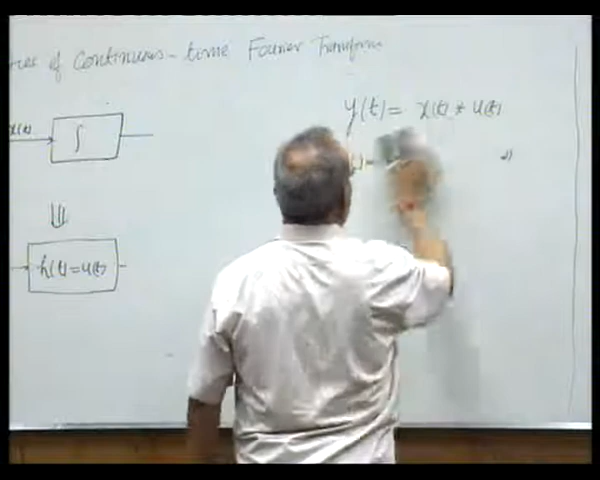 of Continuous-time Fourier Transform
x(t) ∫
y(t) = x(t) * u(t)
⇓
h(t) = u(t)